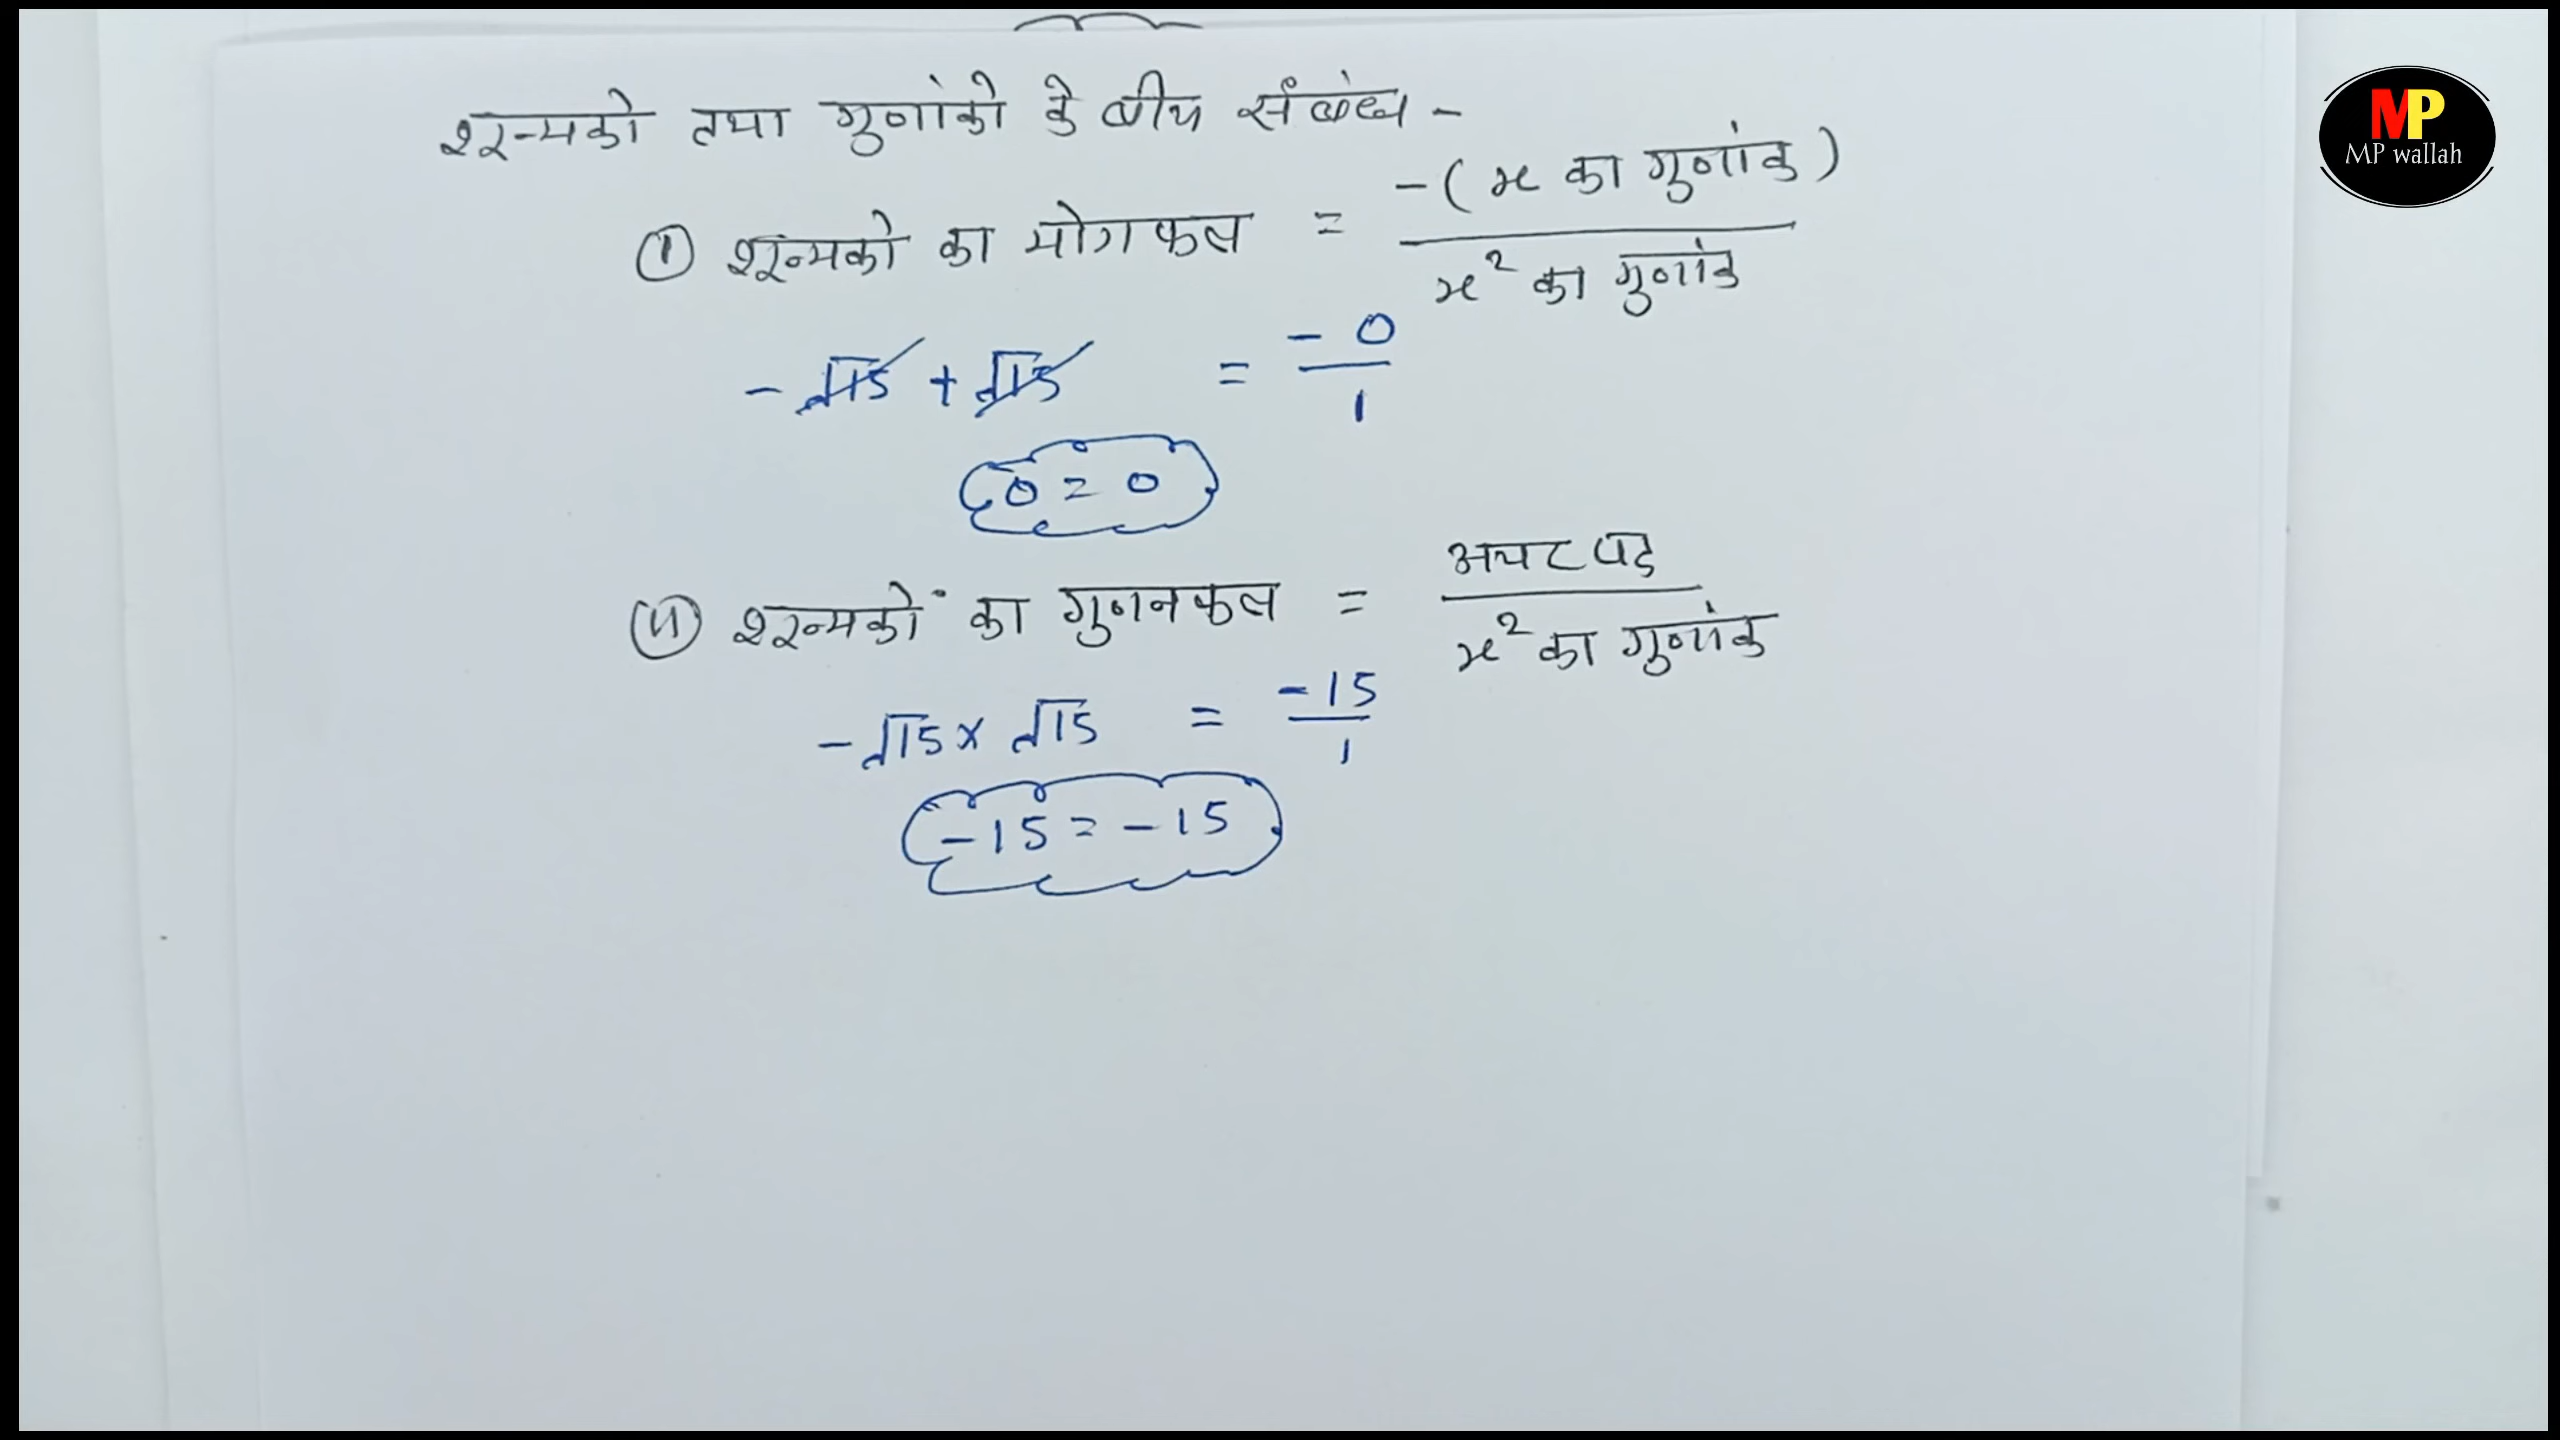 शून्यको तथा गुणांको के बीच संबंध -
① शून्यको का योगफल = -(x का गुणांक) / x² का गुणांक
-√15 + √15 = -0/1
0 = 0
(ii) शून्यको का गुणनफल = अचर पद / x² का गुणांक
-√15 × √15 = -15/1
-15 = -15
MP
MP wallah